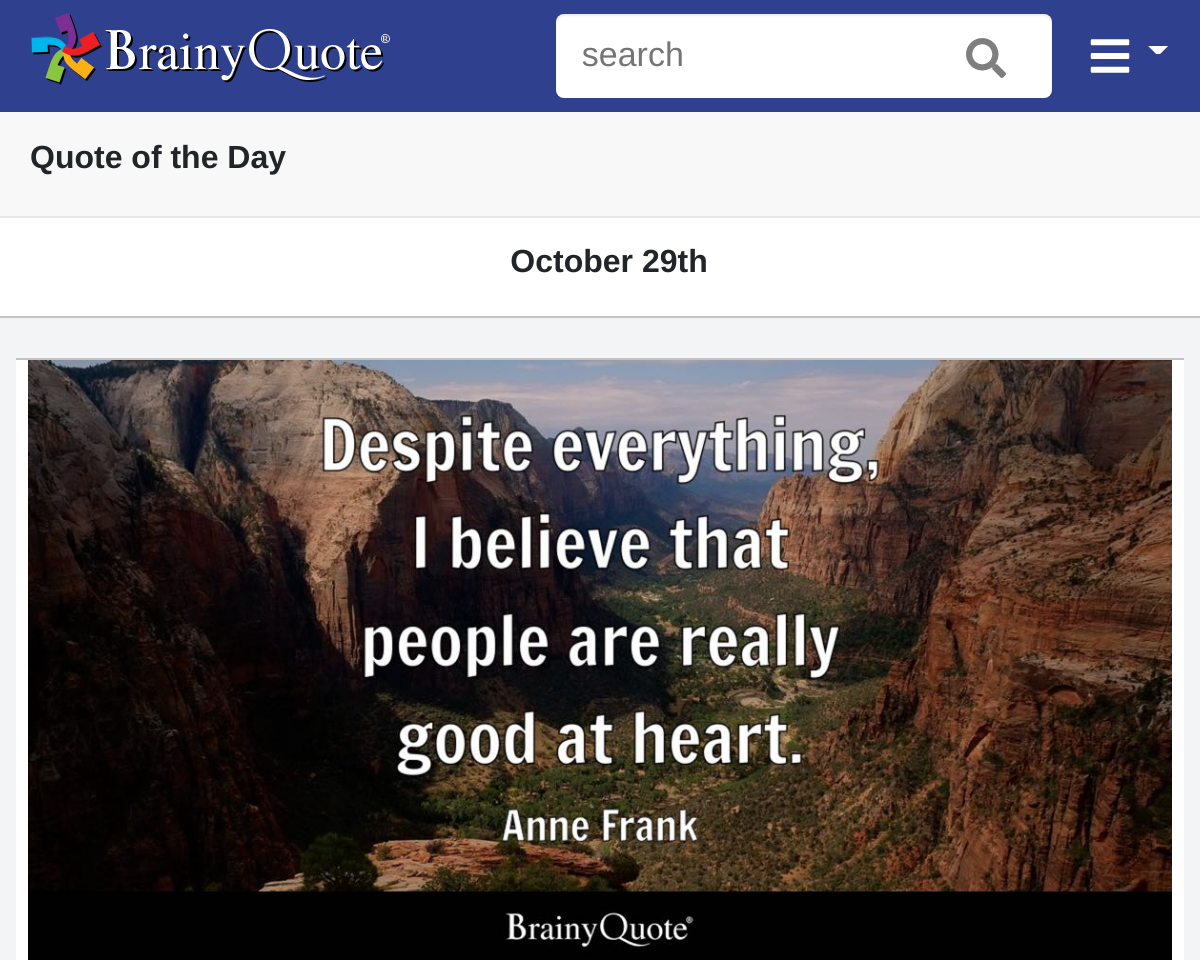 BrainyQuote®
search
Quote of the Day
October 29th
Despite everything,
I believe that
people are really
good at heart.
Anne Frank
BrainyQuote®